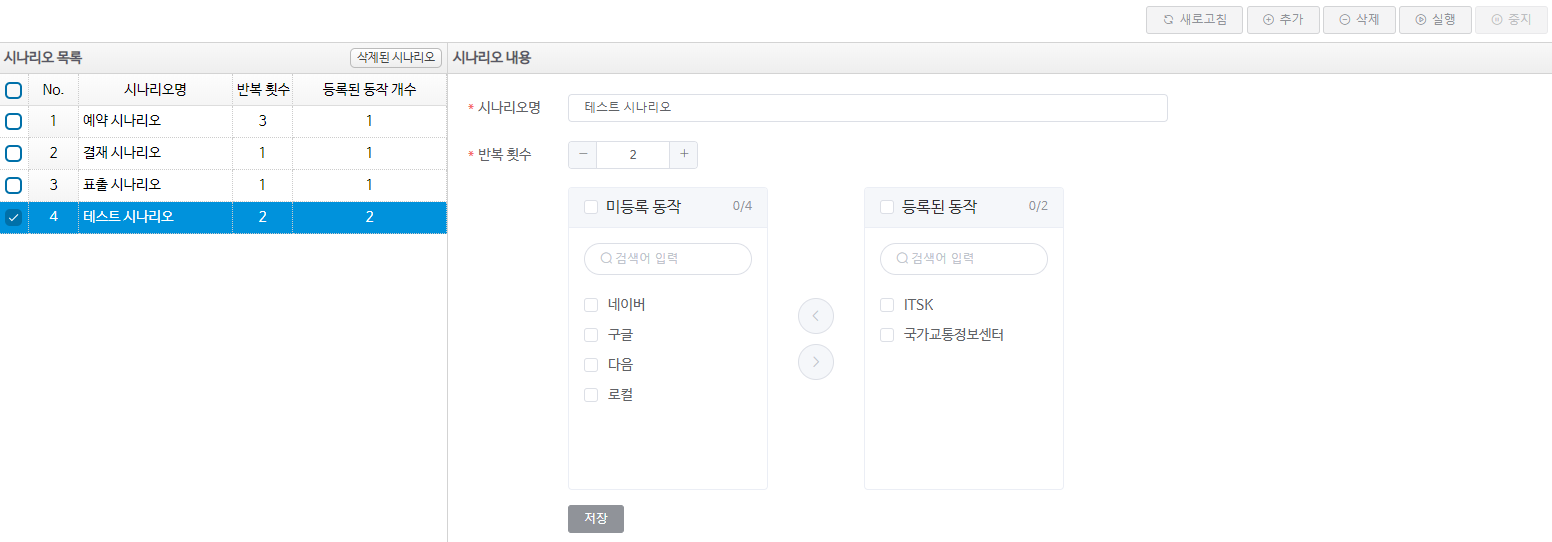 새로고침 추가 삭제 실행 중지
시나리오 목록 삭제된 시나리오
No. 시나리오명 반복 횟수 등록된 동작 개수
1 예약 시나리오 3 1
2 결재 시나리오 1 1
3 표출 시나리오 1 1
4 테스트 시나리오 2 2
시나리오 내용
* 시나리오명 테스트 시나리오
* 반복 횟수 − 2 +
미등록 동작 0/4
검색어 입력
네이버
구글
다음
로컬
등록된 동작 0/2
검색어 입력
ITSK
국가교통정보센터
저장